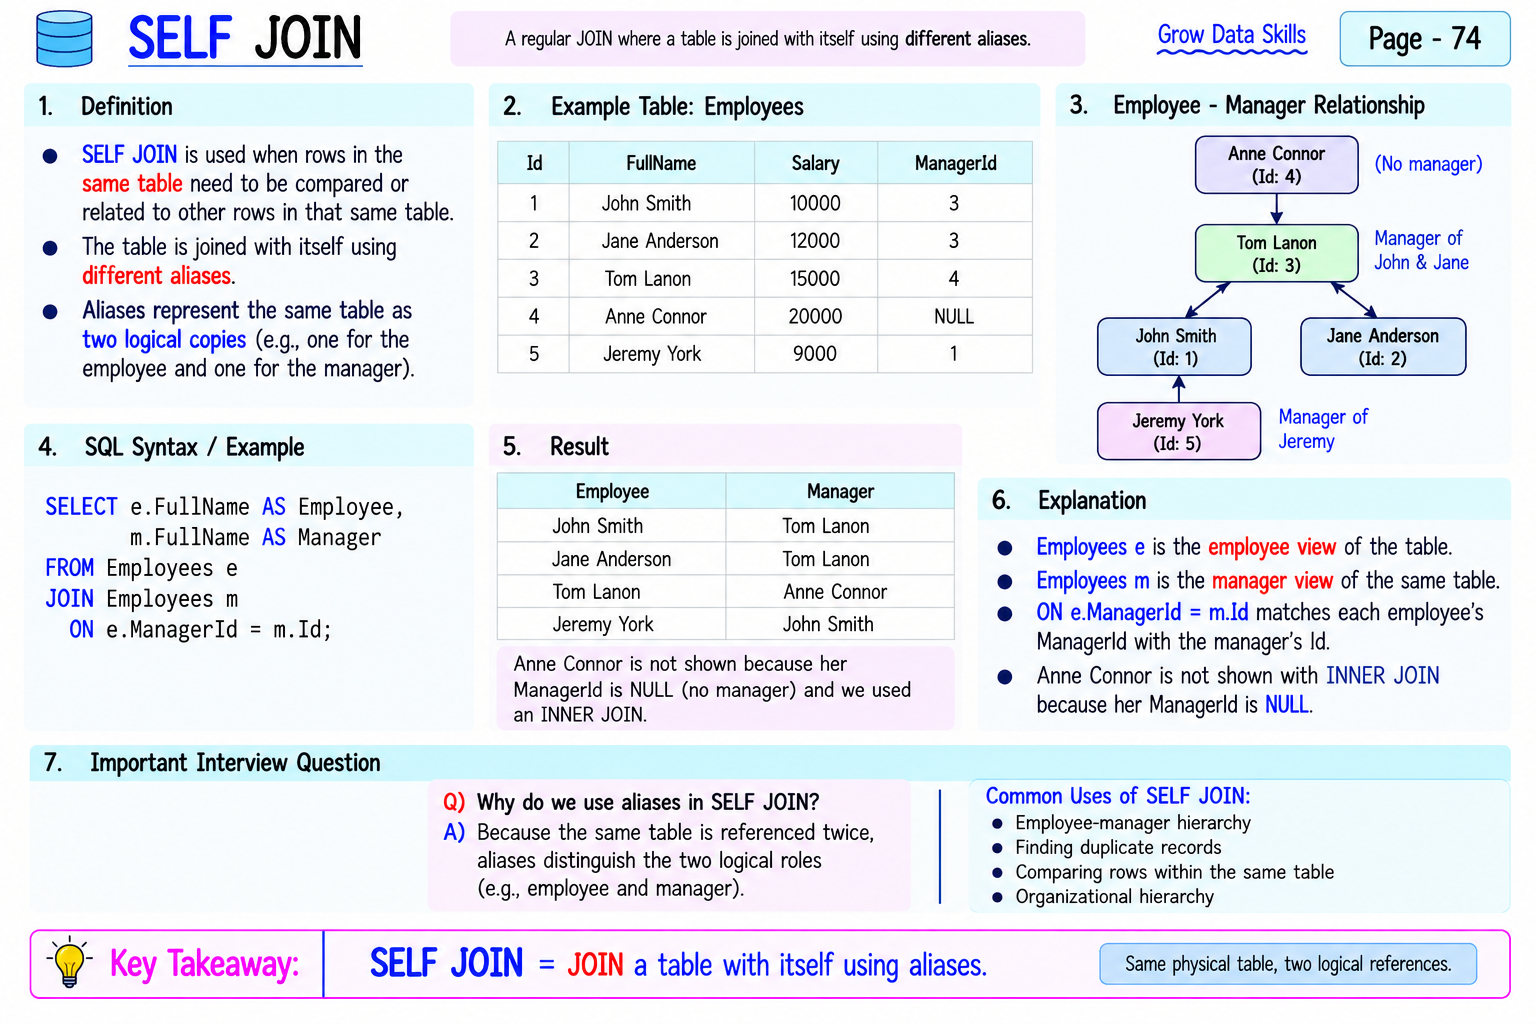 SELF JOIN
A regular JOIN where a table is joined with itself using different aliases.
Grow Data Skills
Page - 74
1. Definition
● SELF JOIN is used when rows in the
same table need to be compared or
related to other rows in that same table.
● The table is joined with itself using
different aliases.
● Aliases represent the same table as
two logical copies (e.g., one for the
employee and one for the manager).
2. Example Table: Employees
Id FullName Salary ManagerId
1 John Smith 10000 3
2 Jane Anderson 12000 3
3 Tom Lanon 15000 4
4 Anne Connor 20000 NULL
5 Jeremy York 9000 1
3. Employee - Manager Relationship
Anne Connor
(Id: 4)
(No manager)
Tom Lanon
(Id: 3)
Manager of
John & Jane
John Smith
(Id: 1)
Jane Anderson
(Id: 2)
Jeremy York
(Id: 5)
Manager of
Jeremy
4. SQL Syntax / Example
SELECT e.FullName AS Employee,
m.FullName AS Manager
FROM Employees e
JOIN Employees m
ON e.ManagerId = m.Id;
5. Result
Employee Manager
John Smith Tom Lanon
Jane Anderson Tom Lanon
Tom Lanon Anne Connor
Jeremy York John Smith
Anne Connor is not shown because her
ManagerId is NULL (no manager) and we used
an INNER JOIN.
6. Explanation
● Employees e is the employee view of the table.
● Employees m is the manager view of the same table.
● ON e.ManagerId = m.Id matches each employee's
ManagerId with the manager's Id.
● Anne Connor is not shown with INNER JOIN
because her ManagerId is NULL.
7. Important Interview Question
Q) Why do we use aliases in SELF JOIN?
A) Because the same table is referenced twice,
aliases distinguish the two logical roles
(e.g., employee and manager).
Common Uses of SELF JOIN:
● Employee-manager hierarchy
● Finding duplicate records
● Comparing rows within the same table
● Organizational hierarchy
Key Takeaway:
SELF JOIN = JOIN a table with itself using aliases.
Same physical table, two logical references.